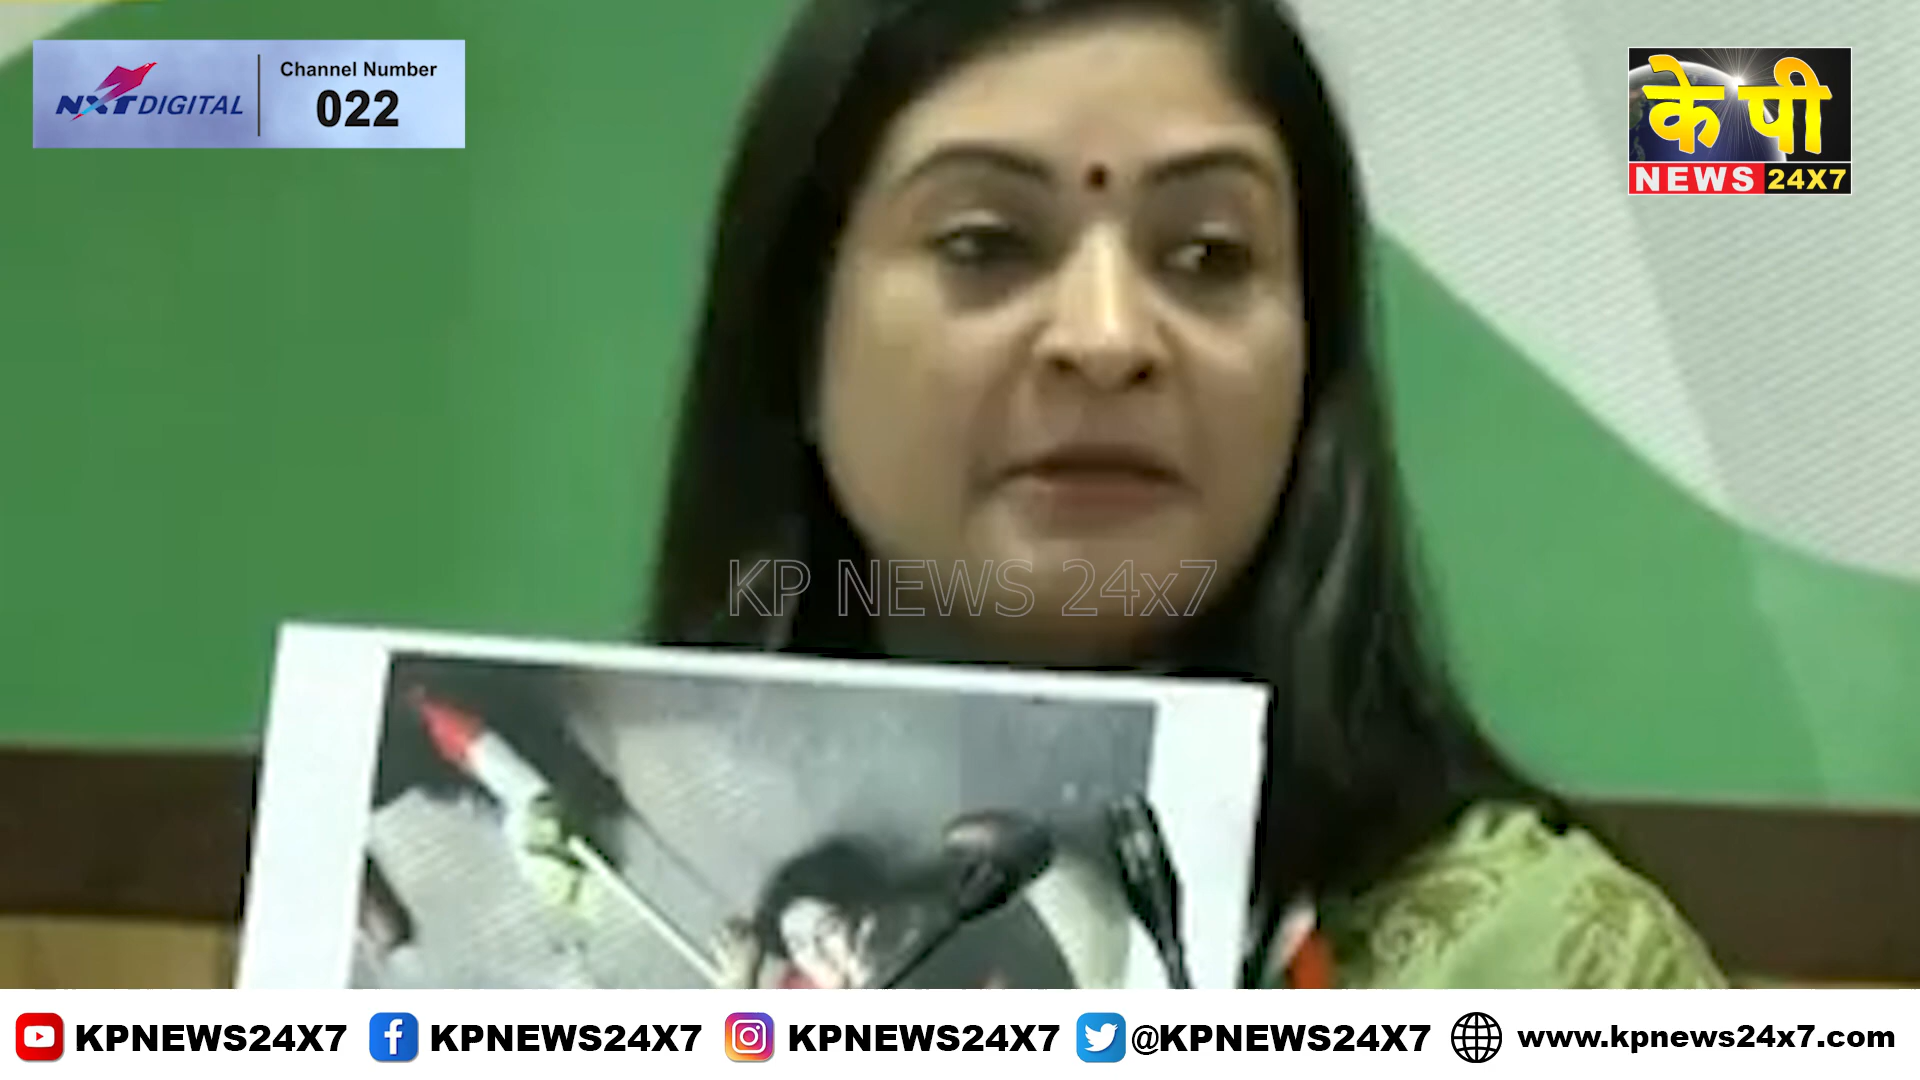 NXTDIGITAL
Channel Number
022
के पी
NEWS 24X7
KP NEWS 24x7
KPNEWS24X7
KPNEWS24X7
KPNEWS24X7
@KPNEWS24X7
www.kpnews24x7.com